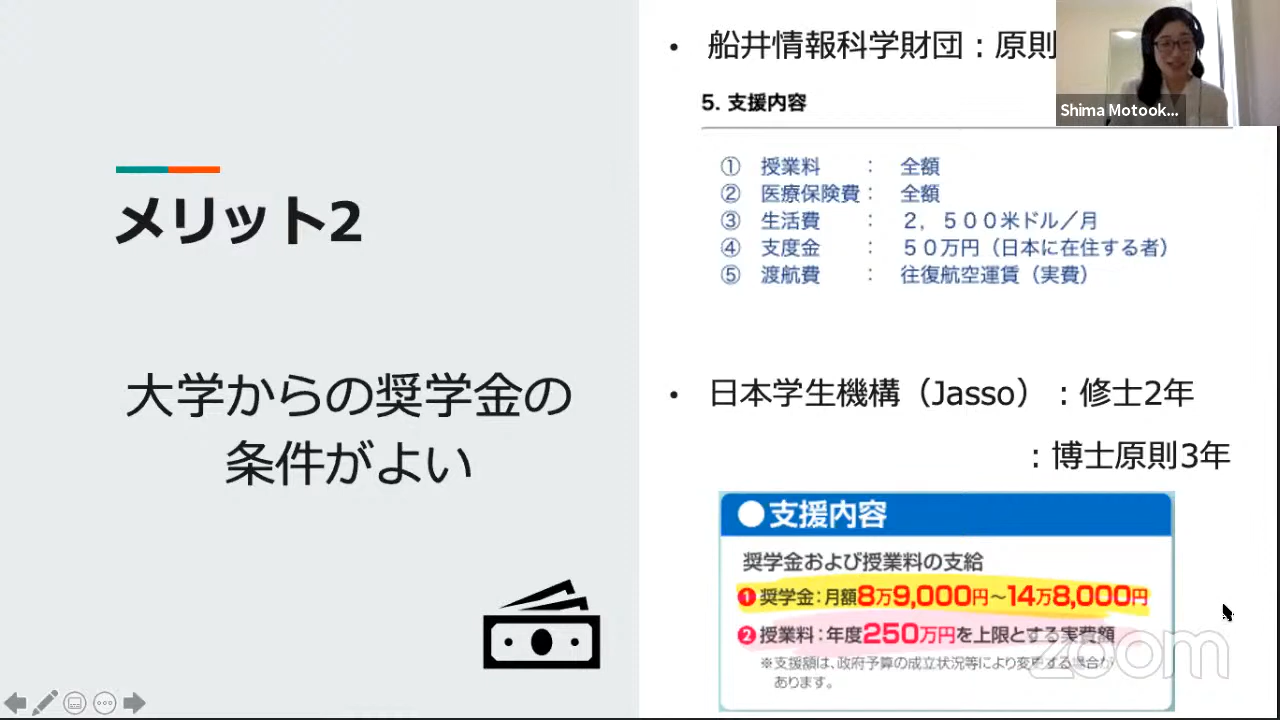 メリット2
大学からの奨学金の
条件がよい
• 船井情報科学財団：原則
5. 支援内容
① 授業料 ： 全額
② 医療保険費： 全額
③ 生活費 ： ２，５００米ドル／月
④ 支度金 ： ５０万円（日本に在住する者）
⑤ 渡航費 ： 往復航空運賃（実費）
• 日本学生機構（Jasso）：修士2年
：博士原則3年
●支援内容
奨学金および授業料の支給
❶ 奨学金：月額8万9,000円～14万8,000円
❷ 授業料：年度250万円を上限とする実費額
※支援額は、政府予算の成立状況等により変更する場合が
あります。
Shima Motook...
zoom